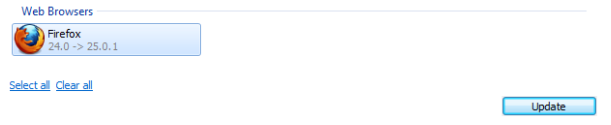 Web Browsers
Firefox
24.0 -> 25.0.1
Select all Clear all
Update